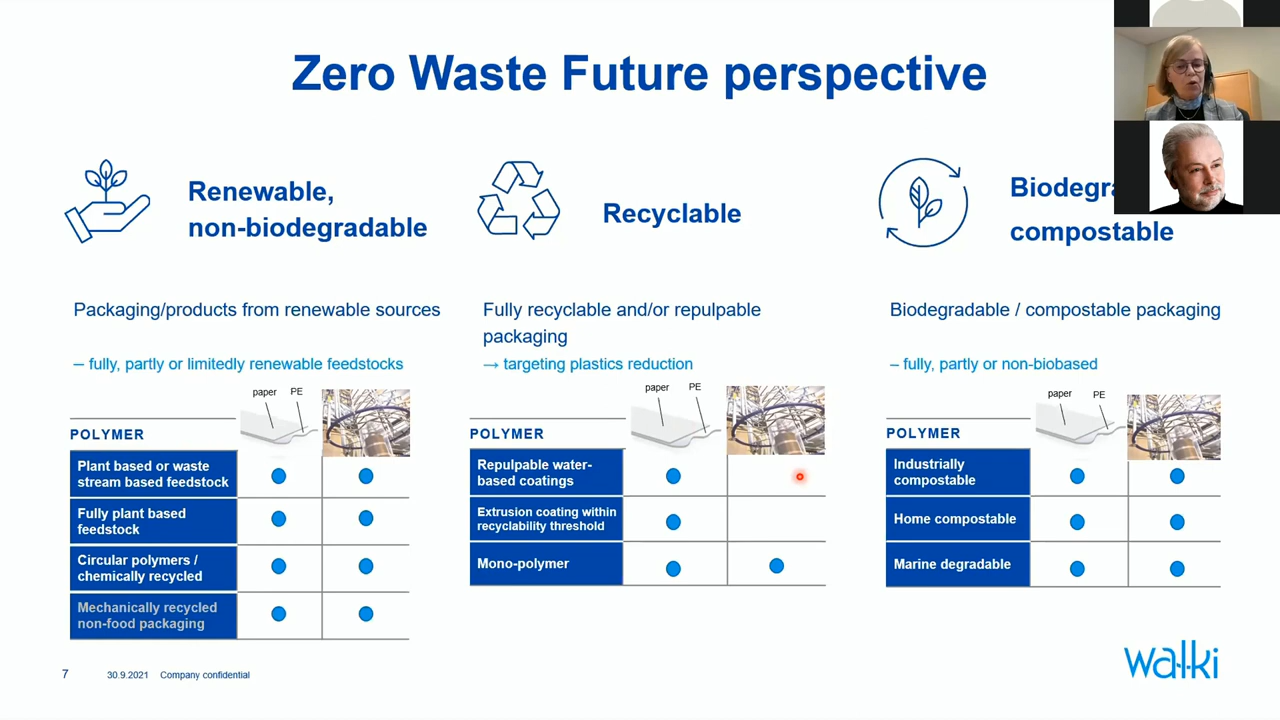 Zero Waste Future perspective
Renewable,
non-biodegradable
Recyclable
compostable
Packaging/products from renewable sources
– fully, partly or limitedly renewable feedstocks
paper PE
POLYMER
Plant based or waste
stream based feedstock
Fully plant based
feedstock
Circular polymers /
chemically recycled
Mechanically recycled
non-food packaging
Fully recyclable and/or repulpable
packaging
→ targeting plastics reduction
paper PE
POLYMER
Repulpable water-
based coatings
Extrusion coating within
recyclability threshold
Mono-polymer
Biodegradable / compostable packaging
– fully, partly or non-biobased
paper PE
POLYMER
Industrially
compostable
Home compostable
Marine degradable
7 30.9.2021 Company confidential
walki